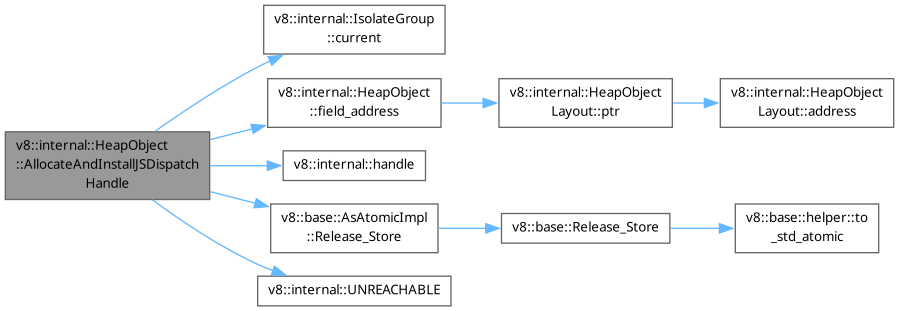 v8::internal::IsolateGroup
::current
v8::internal::HeapObject
::field_address
v8::internal::HeapObject
Layout::ptr
v8::internal::HeapObject
Layout::address
v8::internal::HeapObject
::AllocateAndInstallJSDispatch
Handle
v8::internal::handle
v8::base::AsAtomicImpl
::Release_Store
v8::base::Release_Store
v8::base::helper::to
_std_atomic
v8::internal::UNREACHABLE